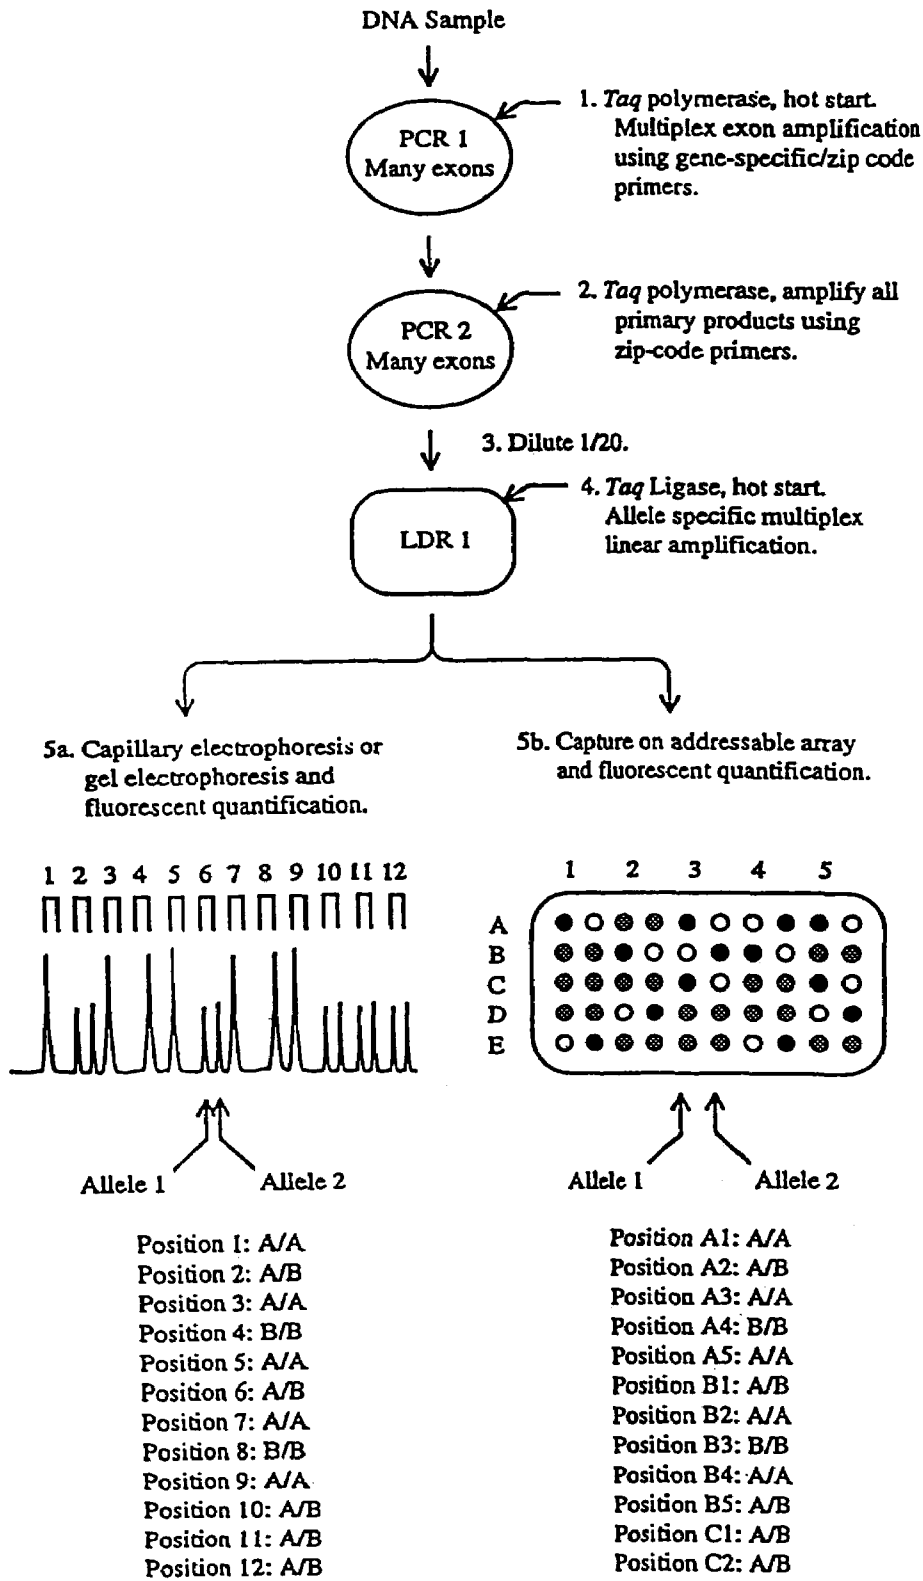 DNA Sample
PCR 1
Many exons
1. Taq polymerase, hot start.
Multiplex exon amplification
using gene-specific/zip code
primers.
PCR 2
Many exons
2. Taq polymerase, amplify all
primary products using
zip-code primers.
3. Dilute 1/20.
LDR 1
4. Taq Ligase, hot start.
Allele specific multiplex
linear amplification.
5a. Capillary electrophoresis or
gel electrophoresis and
fluorescent quantification.
1 2 3 4 5 6 7 8 9 10 11 12
Allele 1 Allele 2
Position 1: A/A
Position 2: A/B
Position 3: A/A
Position 4: B/B
Position 5: A/A
Position 6: A/B
Position 7: A/A
Position 8: B/B
Position 9: A/A
Position 10: A/B
Position 11: A/B
Position 12: A/B
5b. Capture on addressable array
and fluorescent quantification.
1 2 3 4 5
A
B
C
D
E
Allele 1 Allele 2
Position A1: A/A
Position A2: A/B
Position A3: A/A
Position A4: B/B
Position A5: A/A
Position B1: A/B
Position B2: A/A
Position B3: B/B
Position B4: A/A
Position B5: A/B
Position C1: A/B
Position C2: A/B